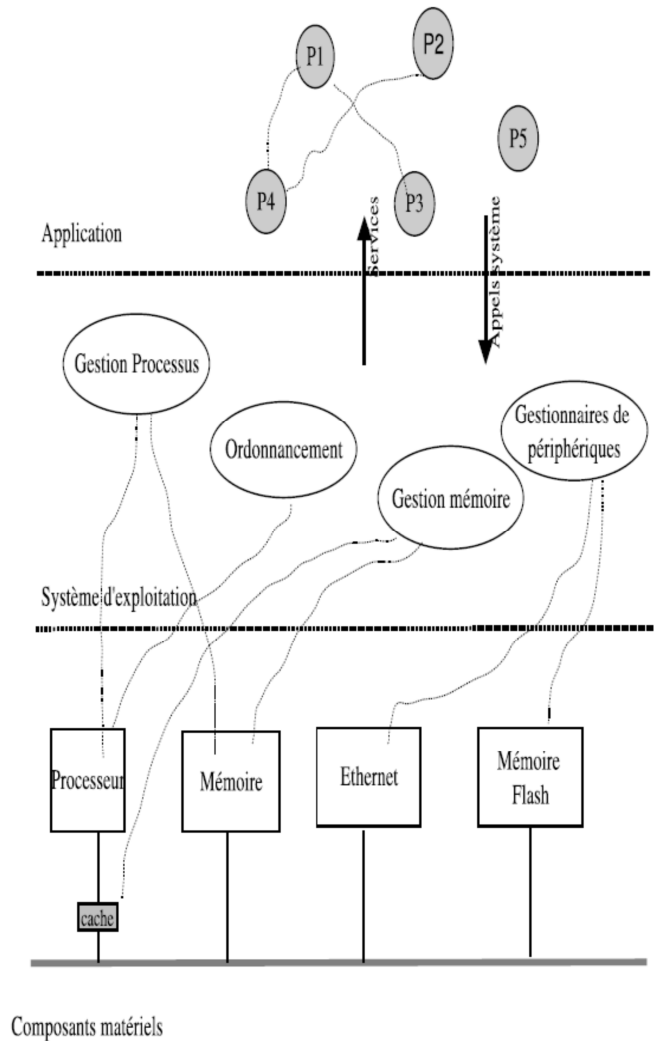 P1
P2
P5
P4
P3
Application
Services
Appels système
Gestion Processus
Ordonnancement
Gestion mémoire
Gestionnaires de
périphériques
Système d'exploitation
Processeur
Mémoire
Ethernet
Mémoire
Flash
cache
Composants matériels